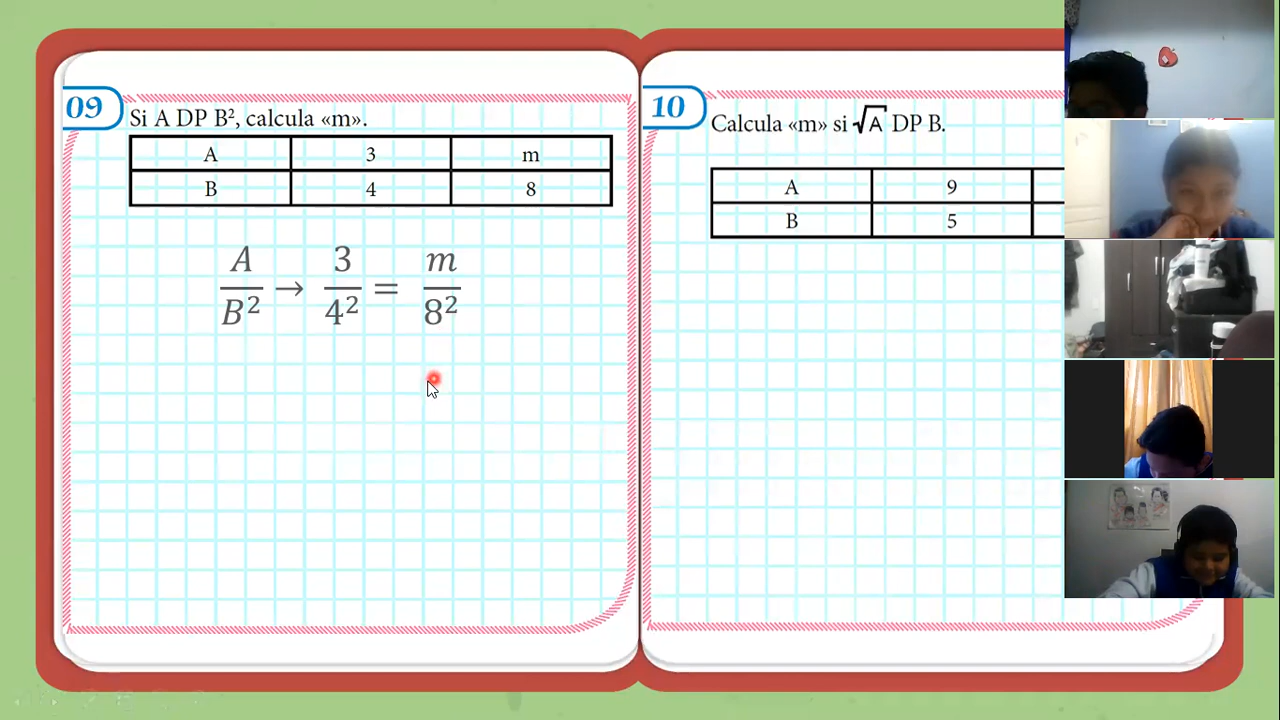 09
Si A DP B², calcula «m».
A 3 m
B 4 8
A/B² → 3/4² = m/8²
10
Calcula «m» si √A DP B.
A 9
B 5